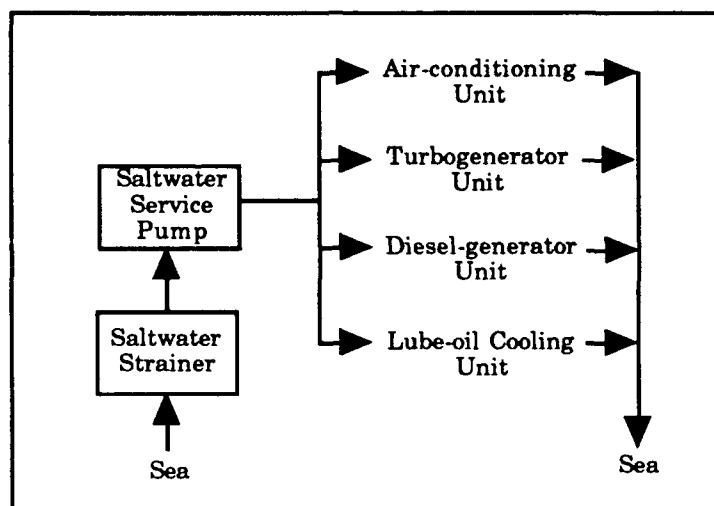 Saltwater
Service
Pump
Saltwater
Strainer
Sea
Air-conditioning
Unit
Turbogenerator
Unit
Diesel-generator
Unit
Lube-oil Cooling
Unit
Sea